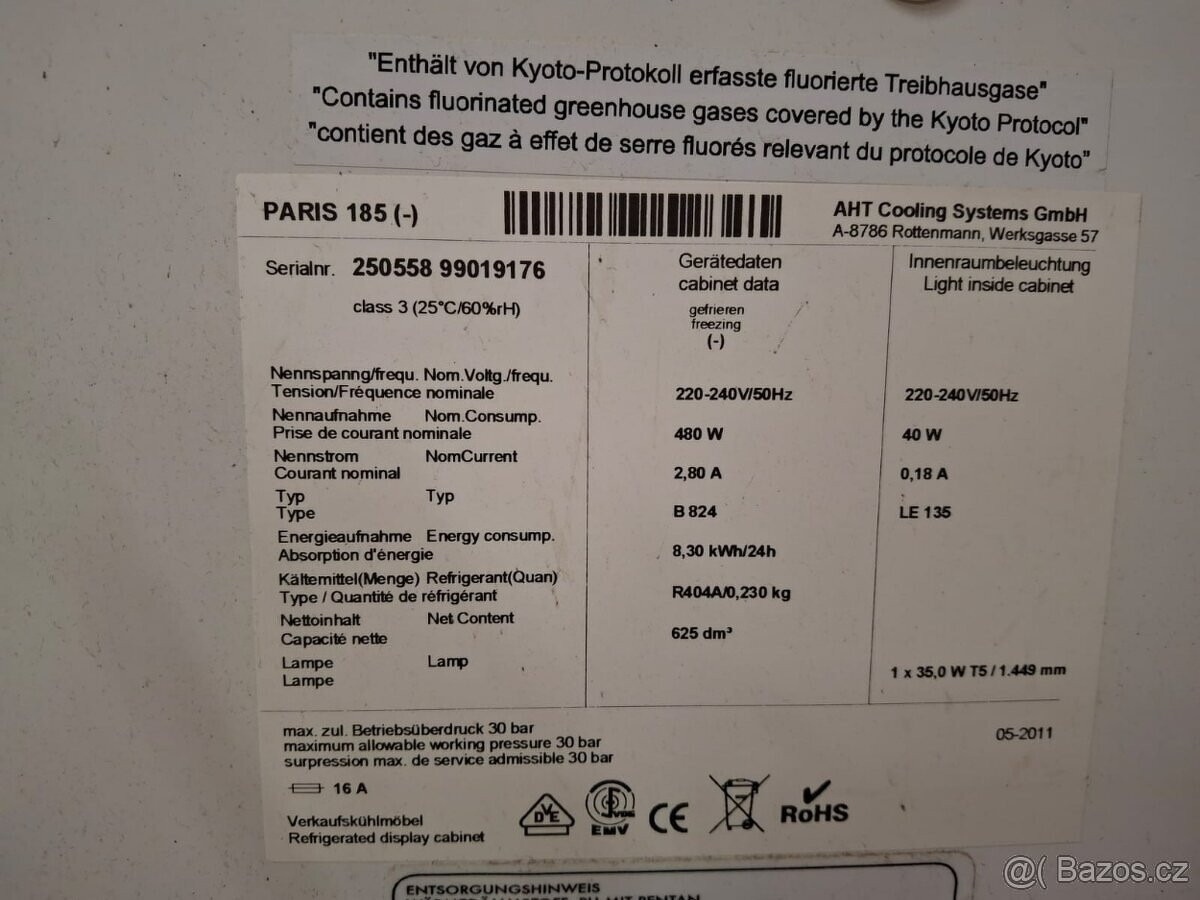 "Enthält von Kyoto-Protokoll erfasste fluorierte Treibhausgase"
"Contains fluorinated greenhouse gases covered by the Kyoto Protocol"
"contient des gaz à effet de serre fluorés relevant du protocole de Kyoto"
PARIS 185 (-)
AHT Cooling Systems GmbH
A-8786 Rottenmann, Werksgasse 57
Serialnr. 250558 99019176
class 3 (25°C/60%rH)
Gerätedaten
cabinet data
gefrieren
freezing
(-)
Innenraumbeleuchtung
Light inside cabinet
Nennspanng/frequ. Nom.Voltg./frequ.
Tension/Fréquence nominale
220-240V/50Hz
220-240V/50Hz
Nennaufnahme Nom.Consump.
Prise de courant nominale
480 W
40 W
Nennstrom NomCurrent
Courant nominal
2,80 A
0,18 A
Typ Typ
Type
B 824
LE 135
Energieaufnahme Energy consump.
Absorption d'énergie
8,30 kWh/24h
Kältemittel(Menge) Refrigerant(Quan)
Type / Quantité de réfrigérant
R404A/0,230 kg
Nettoinhalt Net Content
Capacité nette
625 dm³
Lampe Lamp
Lampe
1 x 35,0 W T5 / 1.449 mm
max. zul. Betriebsüberdruck 30 bar
maximum allowable working pressure 30 bar
surpression max. de service admissible 30 bar
05-2011
16 A
Verkaufskühlmöbel
Refrigerated display cabinet
VDE
EMV
CE
RoHS
ENTSORGUNGSHINWEIS
@( Bazos.cz